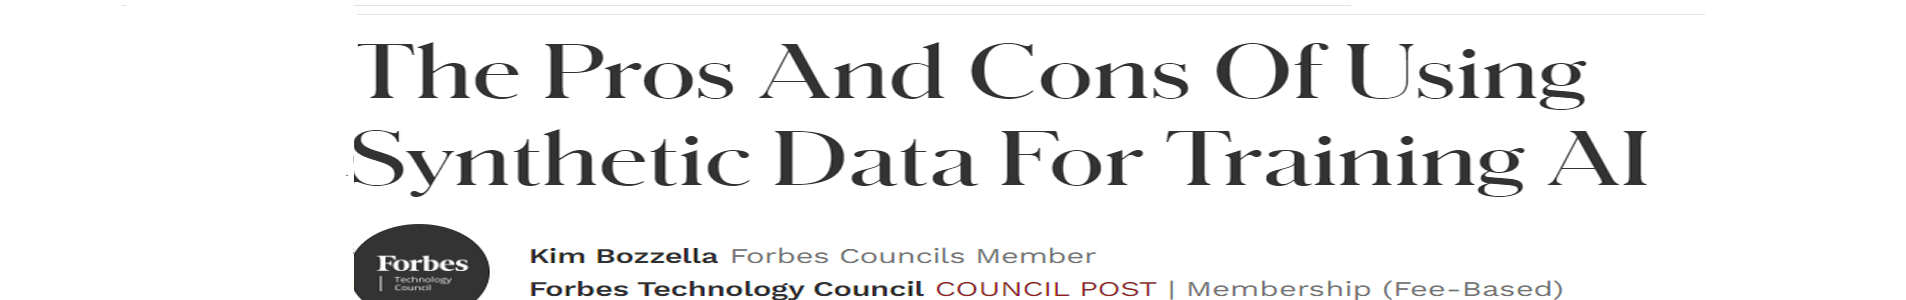 The Pros And Cons Of Using
Synthetic Data For Training AI
Forbes
Technology
Council
Kim Bozzella Forbes Councils Member
Forbes Technology Council COUNCIL POST | Membership (Fee-Based)